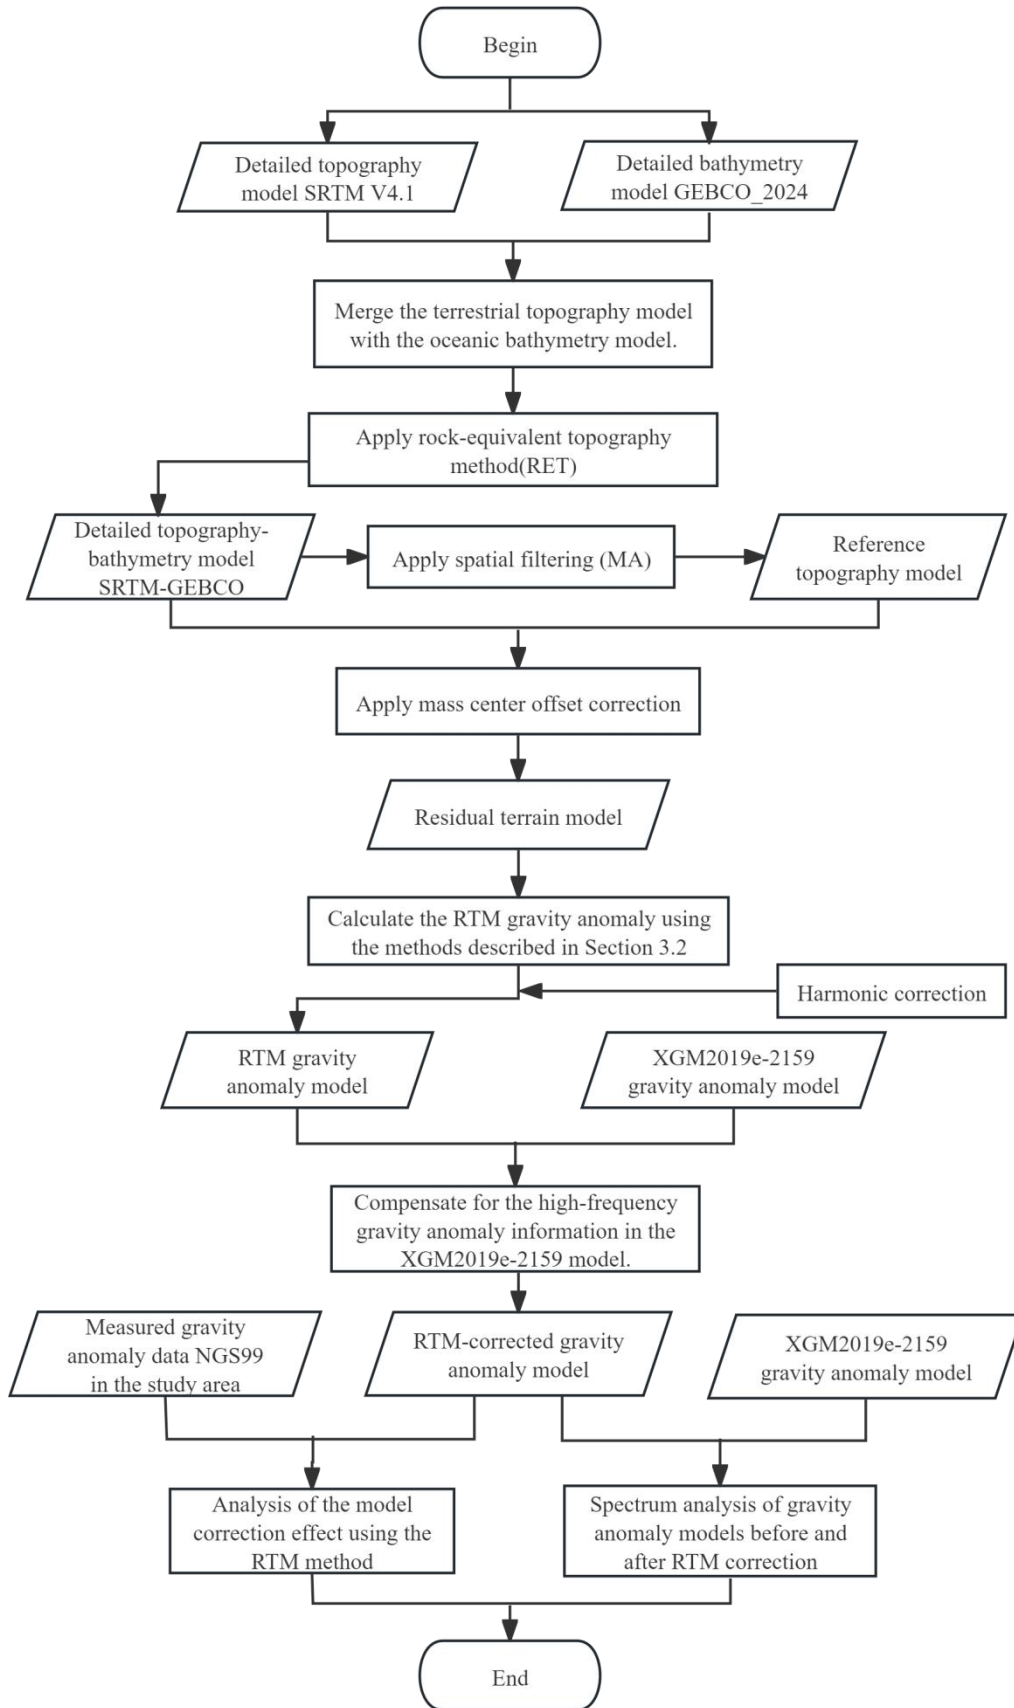 Begin
Detailed topography
model SRTM V4.1
Detailed bathymetry
model GEBCO_2024
Merge the terrestrial topography model
with the oceanic bathymetry model.
Apply rock-equivalent topography
method(RET)
Detailed topography-
bathymetry model
SRTM-GEBCO
Apply spatial filtering (MA)
Reference
topography model
Apply mass center offset correction
Residual terrain model
Calculate the RTM gravity anomaly using
the methods described in Section 3.2
Harmonic correction
RTM gravity
anomaly model
XGM2019e-2159
gravity anomaly model
Compensate for the high-frequency
gravity anomaly information in the
XGM2019e-2159 model.
Measured gravity
anomaly data NGS99
in the study area
RTM-corrected gravity
anomaly model
XGM2019e-2159
gravity anomaly model
Analysis of the model
correction effect using the
RTM method
Spectrum analysis of gravity
anomaly models before and
after RTM correction
End